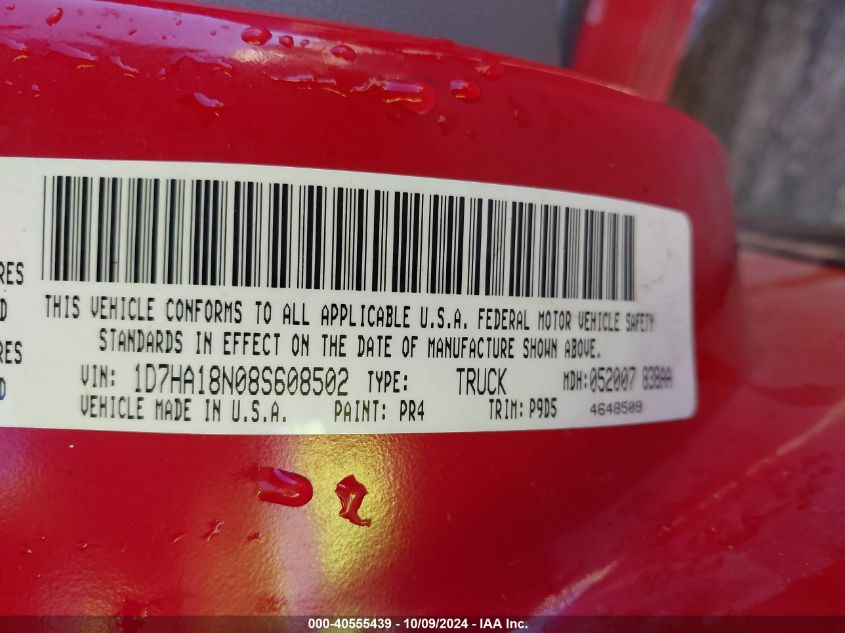 RES
D
RES
D
THIS VEHICLE CONFORMS TO ALL APPLICABLE U.S.A. FEDERAL MOTOR VEHICLE SAFETY
STANDARDS IN EFFECT ON THE DATE OF MANUFACTURE SHOWN ABOVE.
VIN: 1D7HA18N08S608502 TYPE: TRUCK MDH:052007 838AA
VEHICLE MADE IN U.S.A. PAINT: PR4 TRIM: P9D5 4648509
000-40555439 - 10/09/2024 - IAA Inc.